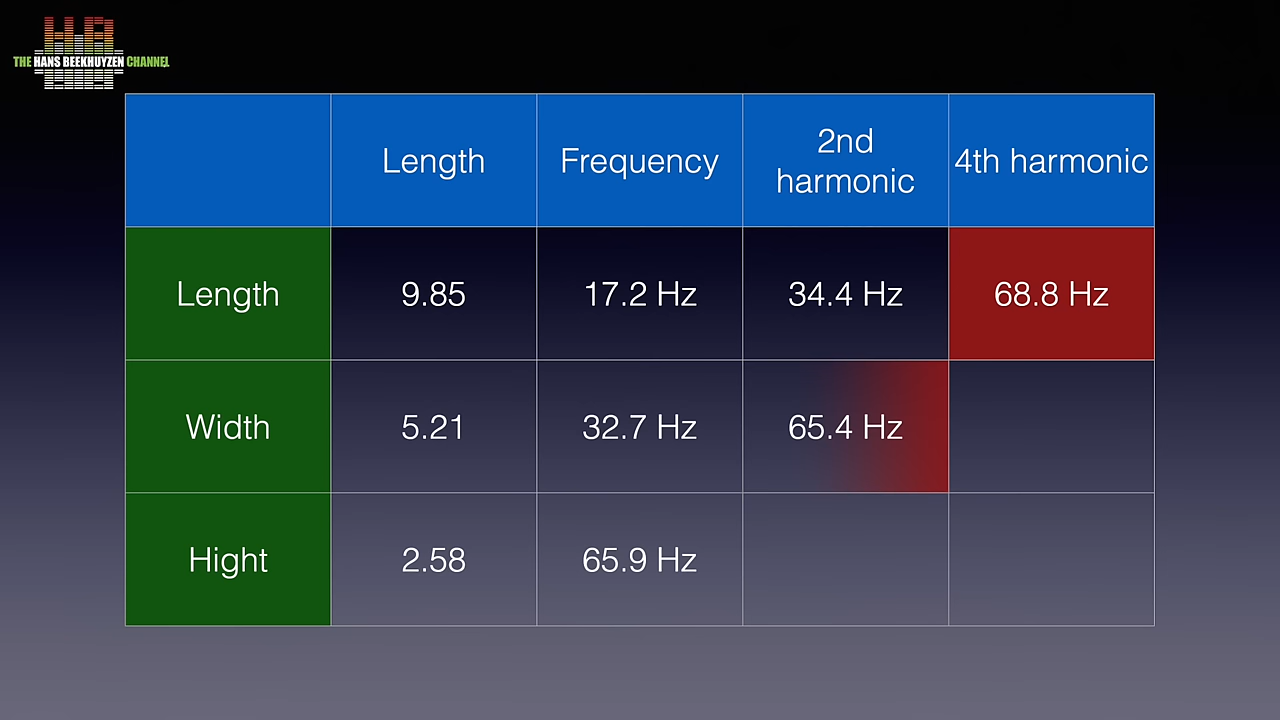 THE HANS BEEKHUYZEN CHANNEL
Length
Frequency
2nd
harmonic
4th harmonic
Length
9.85
17.2 Hz
34.4 Hz
68.8 Hz
Width
5.21
32.7 Hz
65.4 Hz
Hight
2.58
65.9 Hz